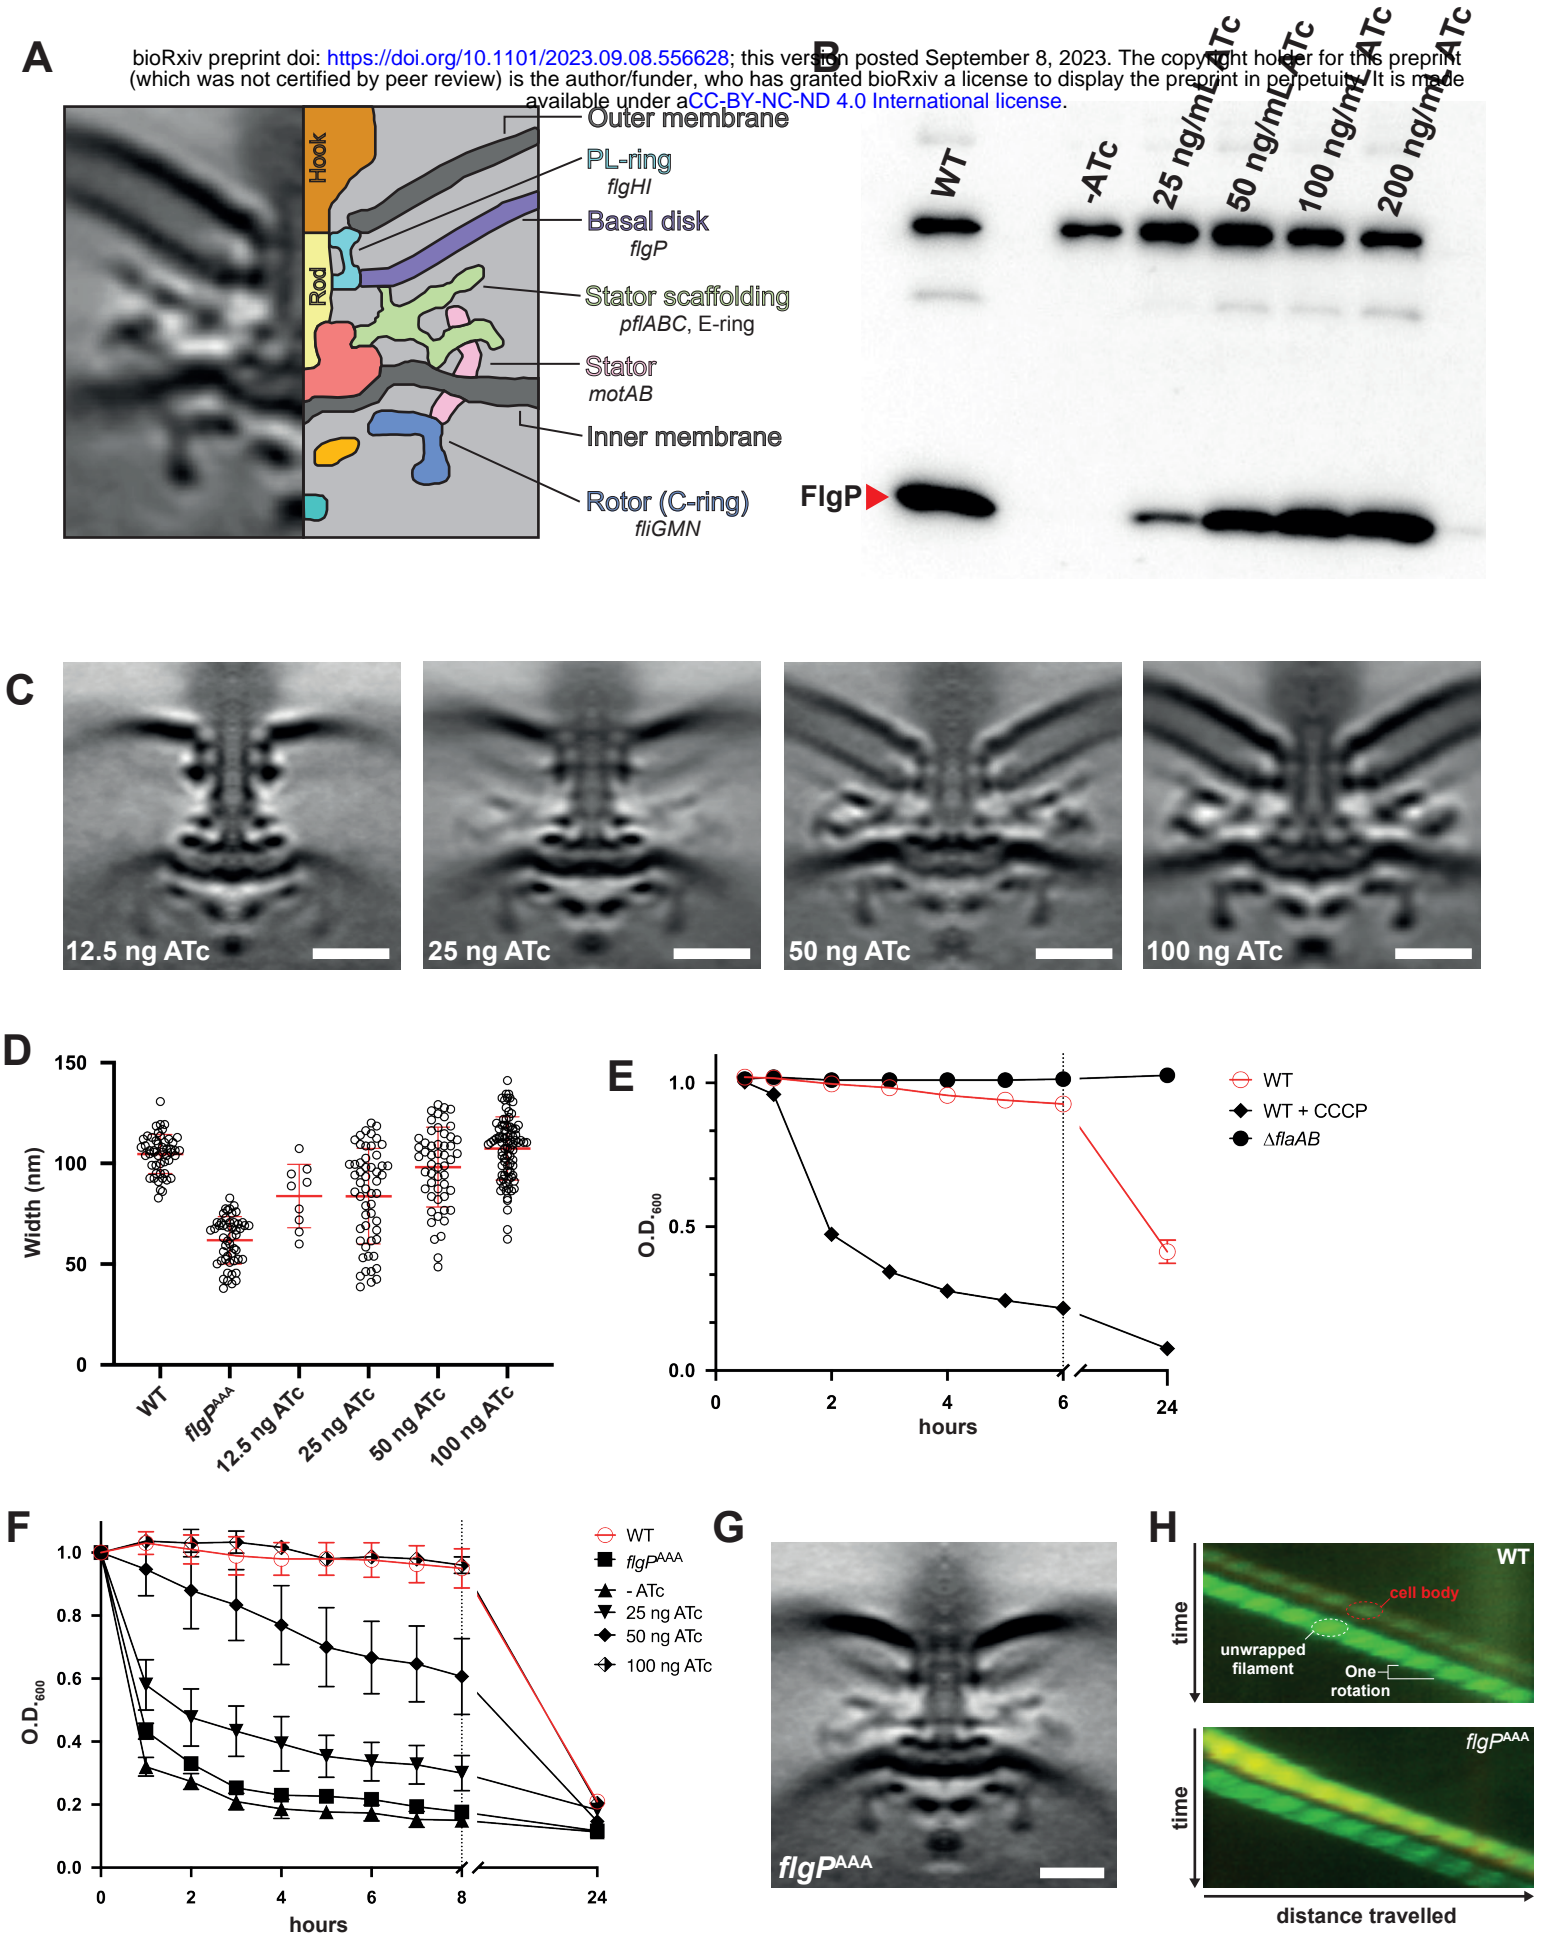 A
bioRxiv preprint doi: https://doi.org/10.1101/2023.09.08.556628; this version posted September 8, 2023. The copyright holder for this preprint
(which was not certified by peer review) is the author/funder, who has granted bioRxiv a license to display the preprint in perpetuity. It is made
available under aCC-BY-NC-ND 4.0 International license.
Hook
Rod
Outer membrane
PL-ring
flgHI
Basal disk
flgP
Stator scaffolding
pflABC, E-ring
Stator
motAB
Inner membrane
Rotor (C-ring)
fliGMN
B
WT
-ATc
25 ng/mL ATc
50 ng/mL ATc
100 ng/mL ATc
200 ng/mL ATc
FlgP
C
12.5 ng ATc
25 ng ATc
50 ng ATc
100 ng ATc
D
Width (nm)
150
100
50
0
WT
flgPAAA
12.5 ng ATc
25 ng ATc
50 ng ATc
100 ng ATc
E
O.D.600
1.0
0.5
0.0
0
2
4
6
24
hours
WT
WT + CCCP
ΔflaAB
F
O.D.600
1.0
0.8
0.6
0.4
0.2
0.0
0
2
4
6
8
24
hours
WT
flgPAAA
- ATc
25 ng ATc
50 ng ATc
100 ng ATc
G
flgPAAA
H
time
WT
cell body
unwrapped
filament
One
rotation
time
flgPAAA
distance travelled